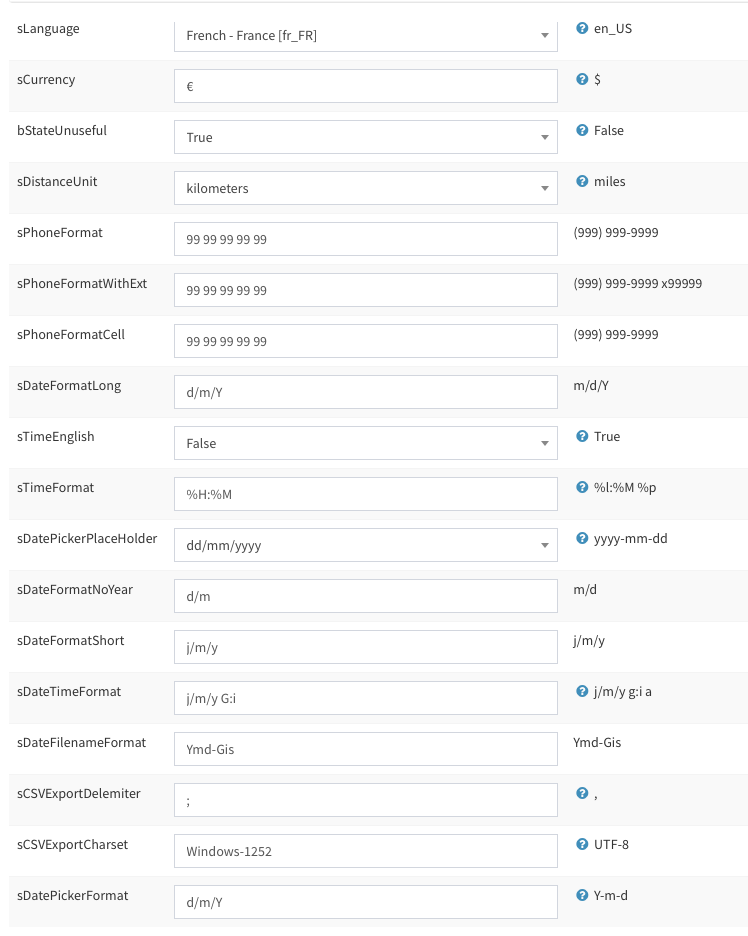 sLanguage French - France [fr_FR] en_US
sCurrency € $
bStateUnuseful True False
sDistanceUnit kilometers miles
sPhoneFormat 99 99 99 99 99 (999) 999-9999
sPhoneFormatWithExt 99 99 99 99 99 (999) 999-9999 x99999
sPhoneFormatCell 99 99 99 99 99 (999) 999-9999
sDateFormatLong d/m/Y m/d/Y
sTimeEnglish False True
sTimeFormat %H:%M %l:%M %p
sDatePickerPlaceHolder dd/mm/yyyy yyyy-mm-dd
sDateFormatNoYear d/m m/d
sDateFormatShort j/m/y j/m/y
sDateTimeFormat j/m/y G:i j/m/y g:i a
sDateFilenameFormat Ymd-Gis Ymd-Gis
sCSVExportDelemiter ; ,
sCSVExportCharset Windows-1252 UTF-8
sDatePickerFormat d/m/Y Y-m-d